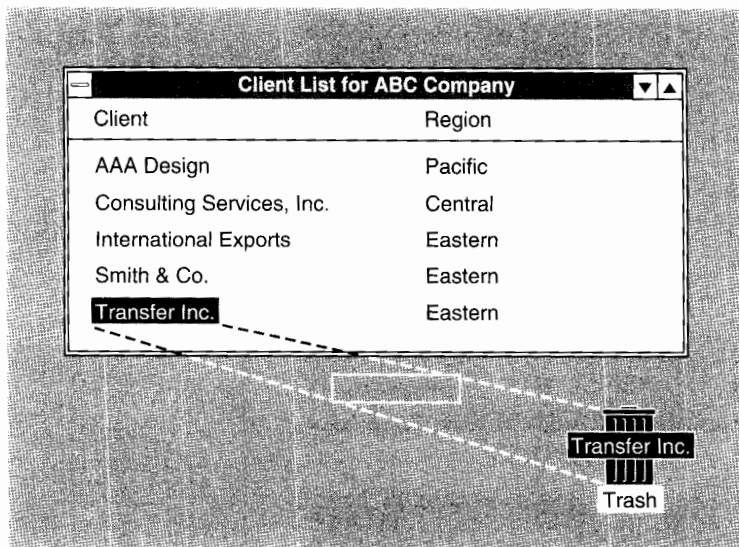 Client List for ABC Company
Client Region
AAA Design Pacific
Consulting Services, Inc. Central
International Exports Eastern
Smith & Co. Eastern
Transfer Inc. Eastern
Transfer Inc.
Trash